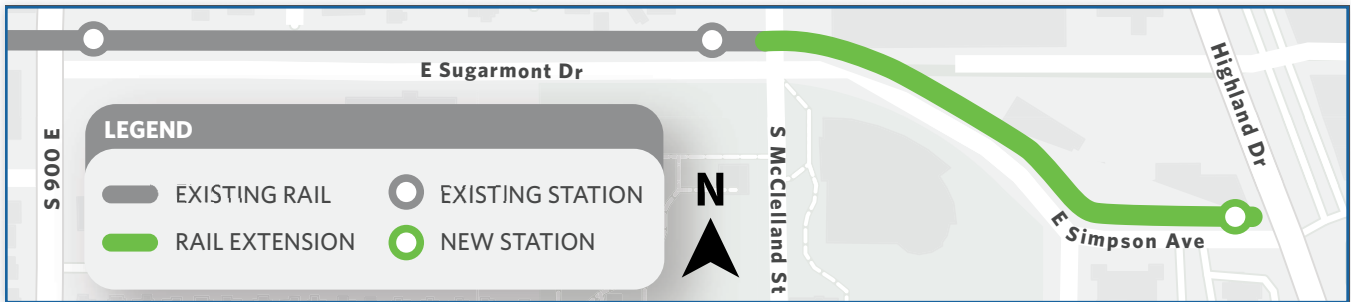 E Sugarmont Dr
Highland Dr
S 900 E
LEGEND
EXISTING RAIL
EXISTING STATION
RAIL EXTENSION
NEW STATION
N
S McClelland St
E Simpson Ave